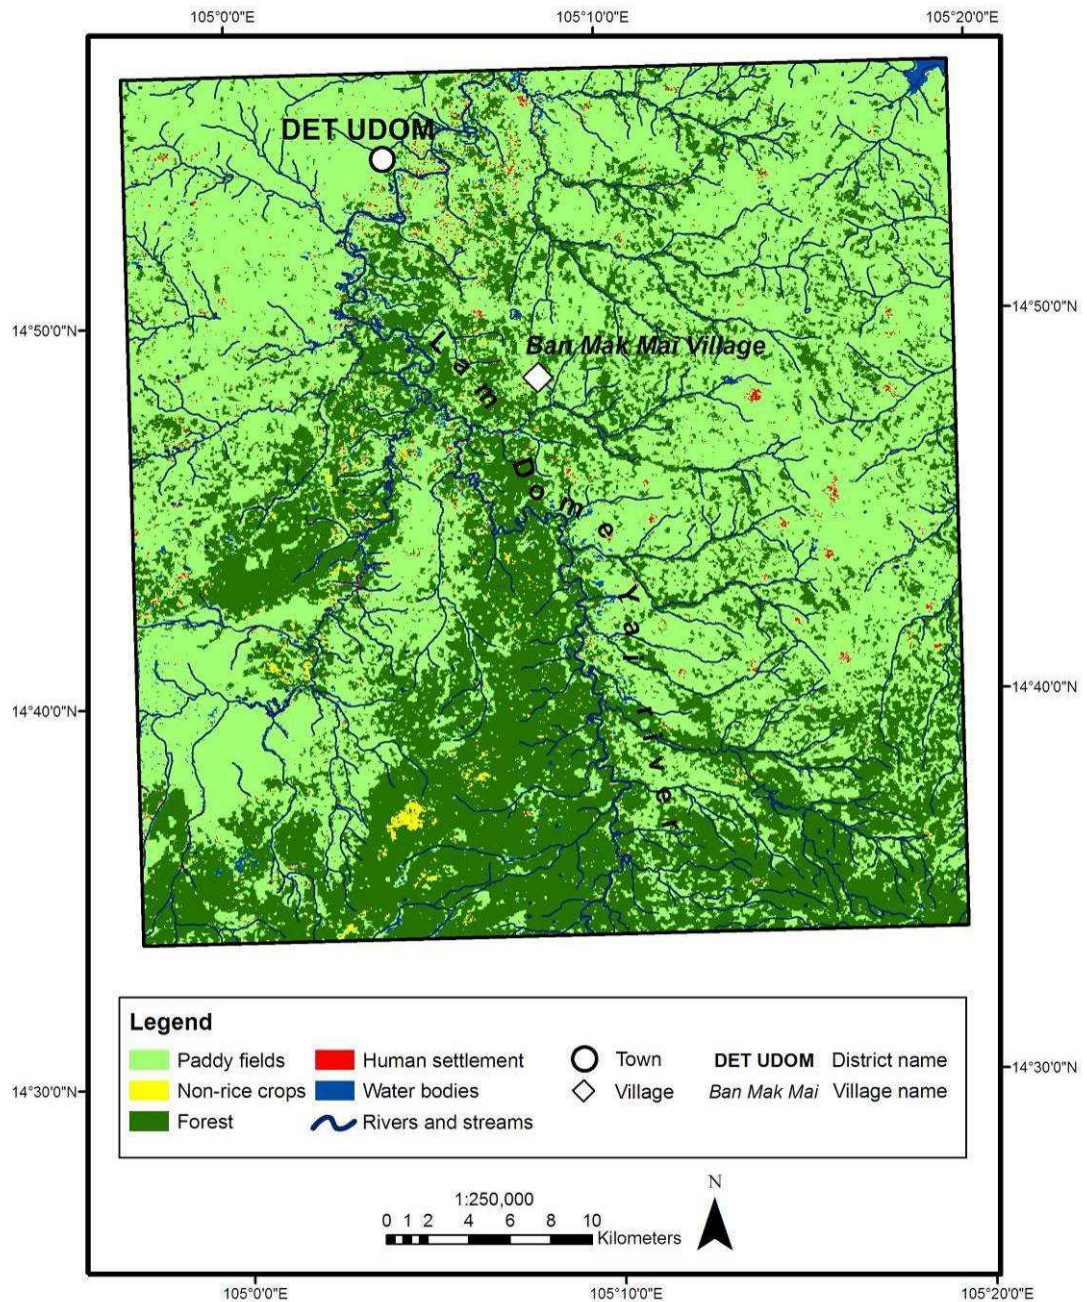 105°0'0"E 105°10'0"E 105°20'0"E
DET UDOM
14°50'0"N 14°50'0"N
Ban Mak Mai Village
Lam Dome Yai river
14°40'0"N 14°40'0"N
Legend
Paddy fields Human settlement Town DET UDOM District name
Non-rice crops Water bodies Village Ban Mak Mai Village name
Forest Rivers and streams
14°30'0"N 14°30'0"N
N
1:250,000
0 1 2 4 6 8 10
Kilometers
105°0'0"E 105°10'0"E 105°20'0"E